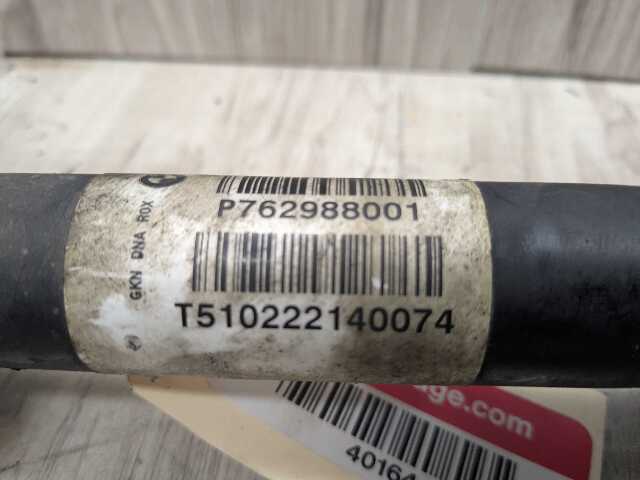 P762988001
T510222140074
GKN DNA ROX
ge.com
40164